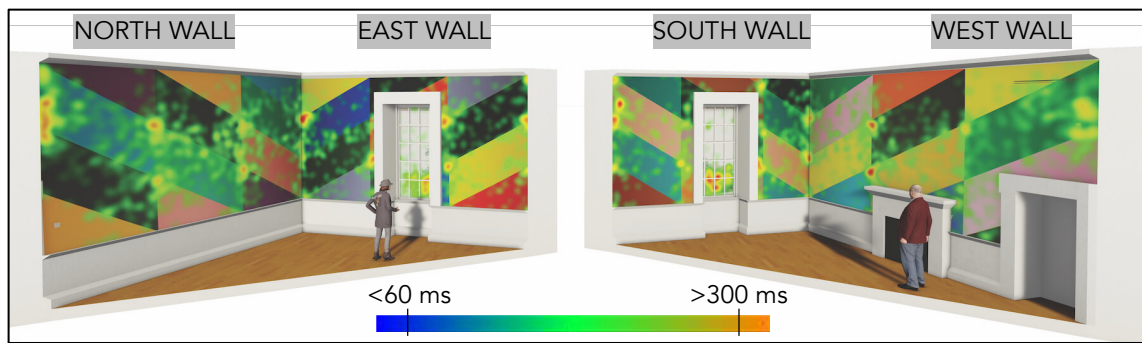 NORTH WALL
EAST WALL
SOUTH WALL
WEST WALL
<60 ms
>300 ms